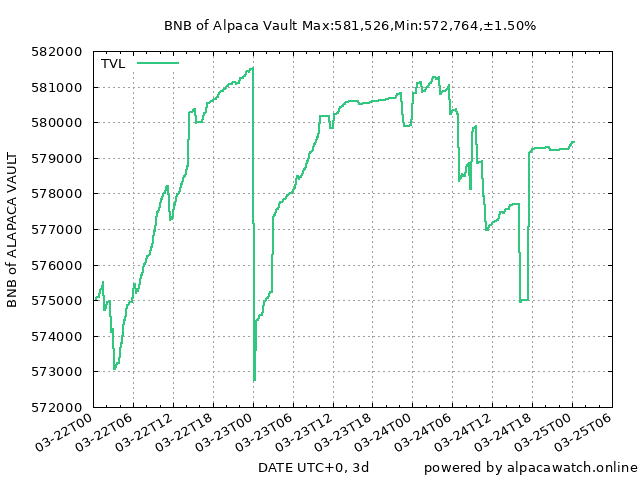 BNB of Alpaca Vault Max:581,526,Min:572,764,±1.50%
TVL
582000
581000
580000
579000
578000
577000
576000
575000
574000
573000
572000
BNB of ALAPACA VAULT
03-22T00
03-22T06
03-22T12
03-22T18
03-23T00
03-23T06
03-23T12
03-23T18
03-24T00
03-24T06
03-24T12
03-24T18
03-25T00
03-25T06
DATE UTC+0, 3d
powered by alpacawatch.online